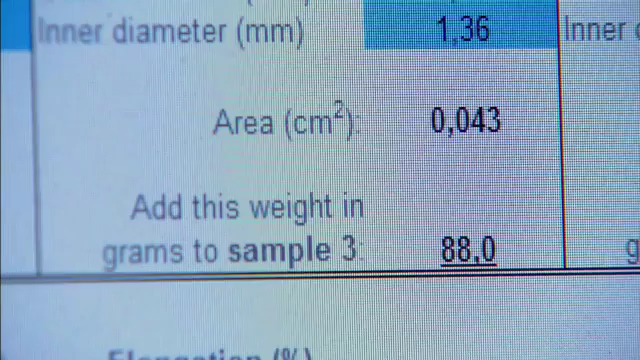 Inner diameter (mm) 1,36 Inner
Area (cm²): 0,043
Add this weight in
grams to sample 3: 88,0 g
Elongation (%)